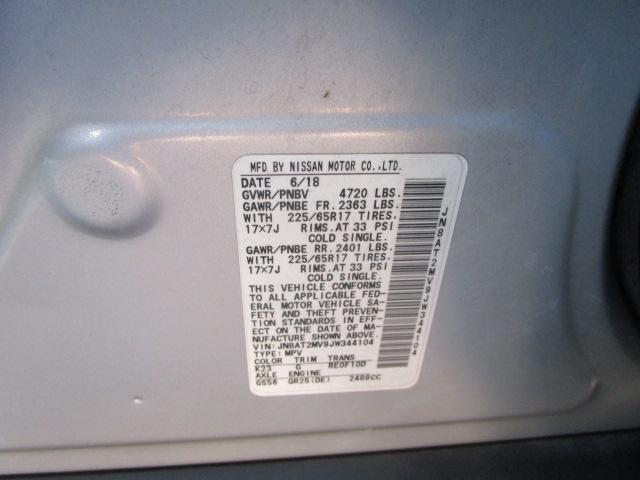 MFD BY NISSAN MOTOR CO.,LTD.
DATE 6/18
GVWR/PNBV 4720 LBS.
GAWR/PNBE FR. 2363 LBS.
WITH 225/65R17 TIRES.
17×7J RIMS.AT 33 PSI
COLD SINGLE.
GAWR/PNBE RR. 2401 LBS.
WITH 225/65R17 TIRES.
17×7J RIMS.AT 33 PSI
COLD SINGLE.
THIS VEHICLE CONFORMS
TO ALL APPLICABLE FED-
ERAL MOTOR VEHICLE SA-
FETY AND THEFT PREVEN-
TION STANDARDS IN EFF-
ECT ON THE DATE OF MA-
NUFACTURE SHOWN ABOVE.
VIN: JN8AT2MV9JW344104
TYPE: MPV
COLOR TRIM TRANS
K23 G RE0F10D
AXLE ENGINE
GS56 QR25(DE) 2488CC
JN8AT2MV9JW344104